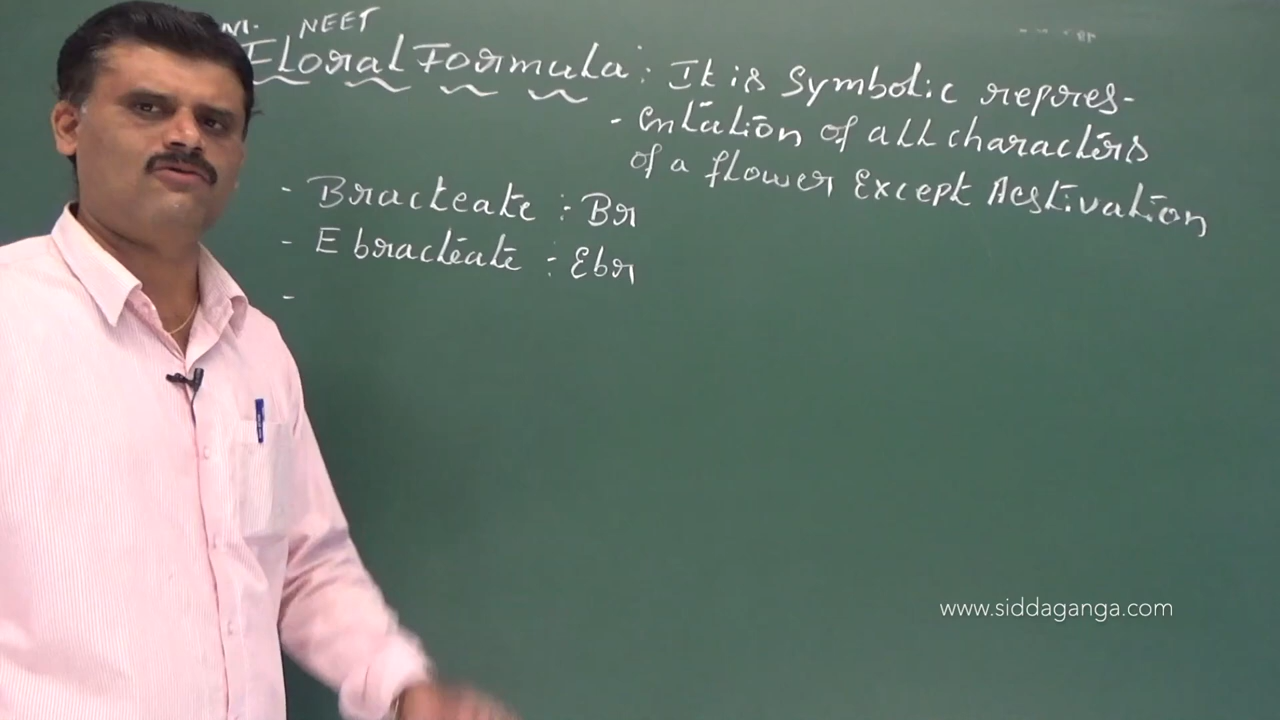 NEET
Floral Formula : It is Symbolic repres-
- entation of all characters
of a flower Except Aestivation
- Bracteate : Br
- Ebracteate : Ebr
-
www.siddaganga.com